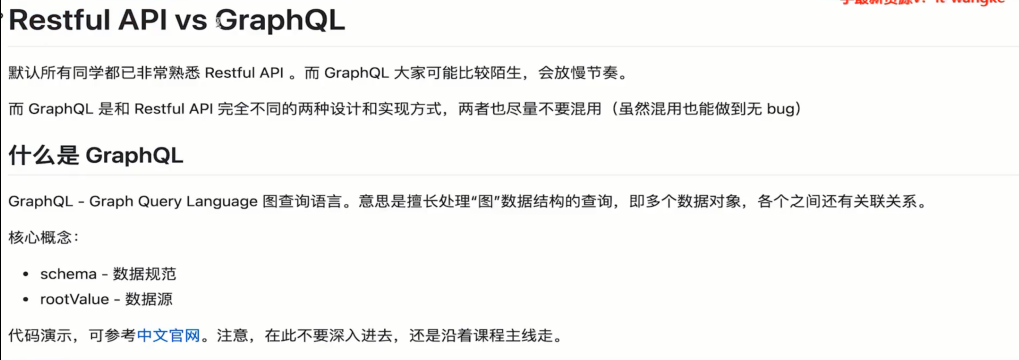 学最新资源v：it-wangke
Restful API vs GraphQL
默认所有同学都已非常熟悉 Restful API 。而 GraphQL 大家可能比较陌生，会放慢节奏。
而 GraphQL 是和 Restful API 完全不同的两种设计和实现方式，两者也尽量不要混用（虽然混用也能做到无 bug）
什么是 GraphQL
GraphQL - Graph Query Language 图查询语言。意思是擅长处理“图”数据结构的查询，即多个数据对象，各个之间还有关联关系。
核心概念：
• schema - 数据规范
• rootValue - 数据源
代码演示，可参考中文官网。注意，在此不要深入进去，还是沿着课程主线走。